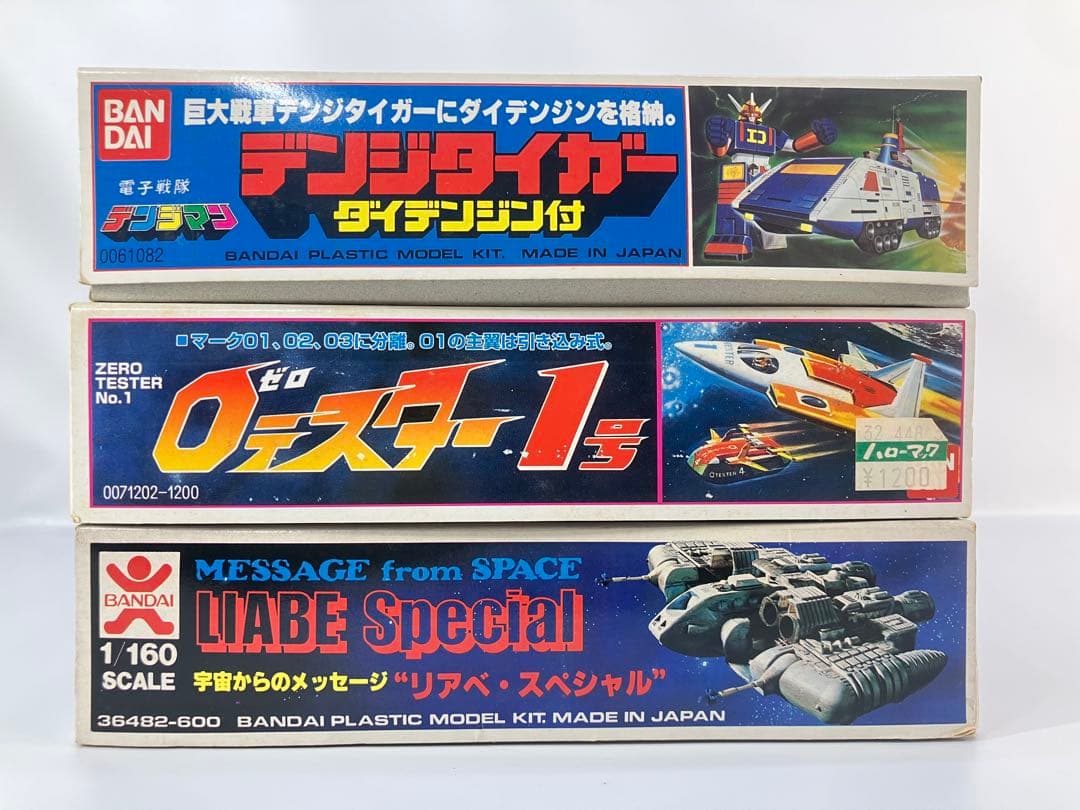 BAN
DAI
巨大戦車デンジタイガーにダイデンジンを格納。
デンジタイガー
電子戦隊
デンジマン
ダイデンジン付
0061082
BANDAI PLASTIC MODEL KIT. MADE IN JAPAN
■マーク01、02、03に分離。01の主翼は引き込み式。
ZERO
TESTER
No.1
ゼロ
0テスター1号
0071202-1200
TESTER
0TESTER 4
ハローマック
¥1200
BANDAI
1/160
SCALE
MESSAGE from SPACE
LIABE Special
宇宙からのメッセージ “リアベ・スペシャル”
36482-600 BANDAI PLASTIC MODEL KIT. MADE IN JAPAN